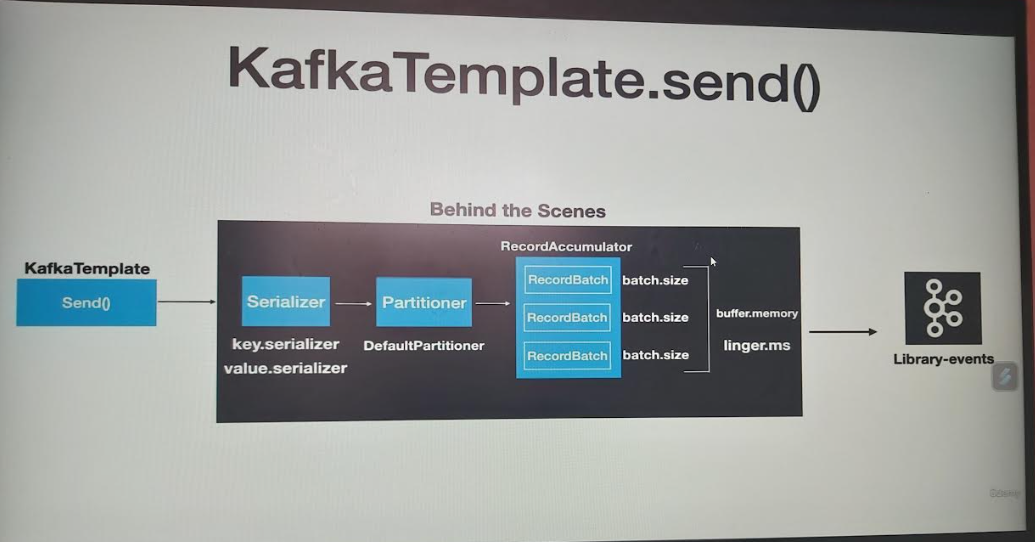 KafkaTemplate.send()
Behind the Scenes
KafkaTemplate
Send()
Serializer
key.serializer
value.serializer
Partitioner
DefaultPartitioner
RecordAccumulator
RecordBatch batch.size
RecordBatch batch.size
RecordBatch batch.size
buffer.memory
linger.ms
Library-events